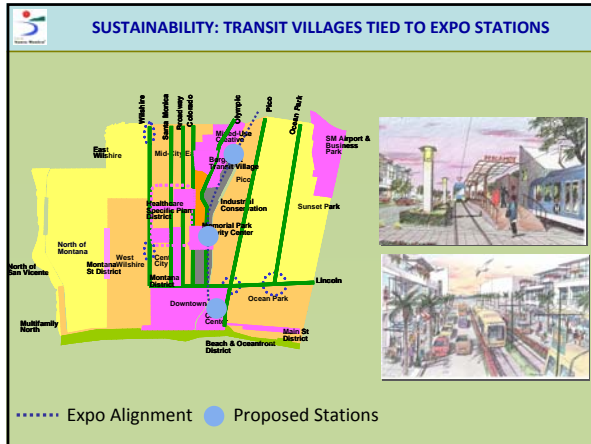 SUSTAINABILITY: TRANSIT VILLAGES TIED TO EXPO STATIONS
Wilshire
Santa Monica
Broadway
Colorado
Olympic
Pico
Ocean Park
East
Wilshire
Mid-City
Mixed-Use
Creative
Transit Village
SM Airport &
Business
Park
Pico
Healthcare
Specific Plan
District
Industrial
Conservation
Sunset Park
Memorial Park
Activity Center
North of
Montana
North of
San Vicente
Montana
St District
West
Wilshire
City
Montana
District
Lincoln
Downtown
Ocean Park
Multifamily
North
Main St
District
Beach & Oceanfront
District
Expo Alignment
Proposed Stations